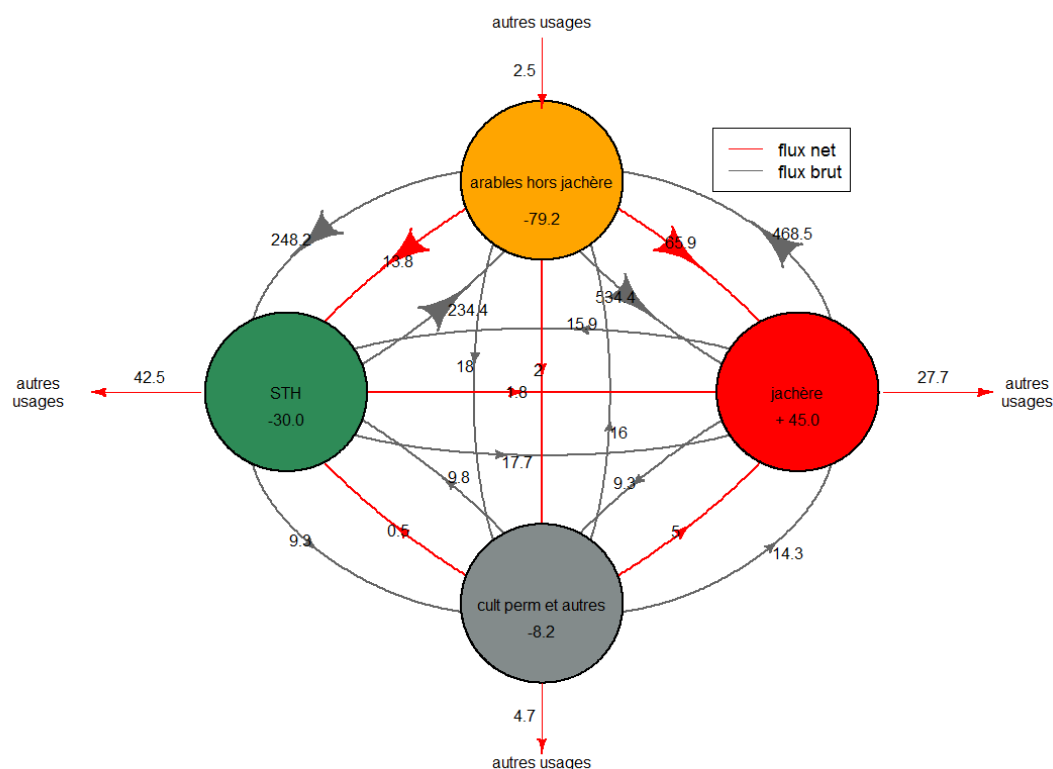 autres usages
2.5
flux net
flux brut
arables hors jachère
-79.2
248.2
13.8
65.9
468.5
234.4
534.4
15.9
18
2
1.8
autres
usages
42.5
STH
-30.0
jachère
+ 45.0
27.7
autres
usages
16
17.7
9.8
9.3
9.3
0.5
5
14.3
cult perm et autres
-8.2
4.7
autres usages